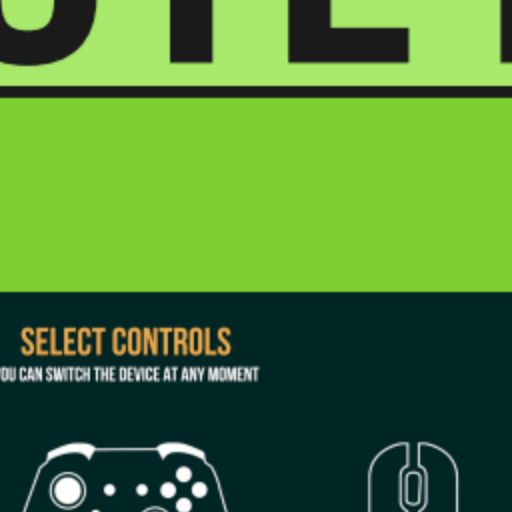 SELECT CONTROLS
YOU CAN SWITCH THE DEVICE AT ANY MOMENT